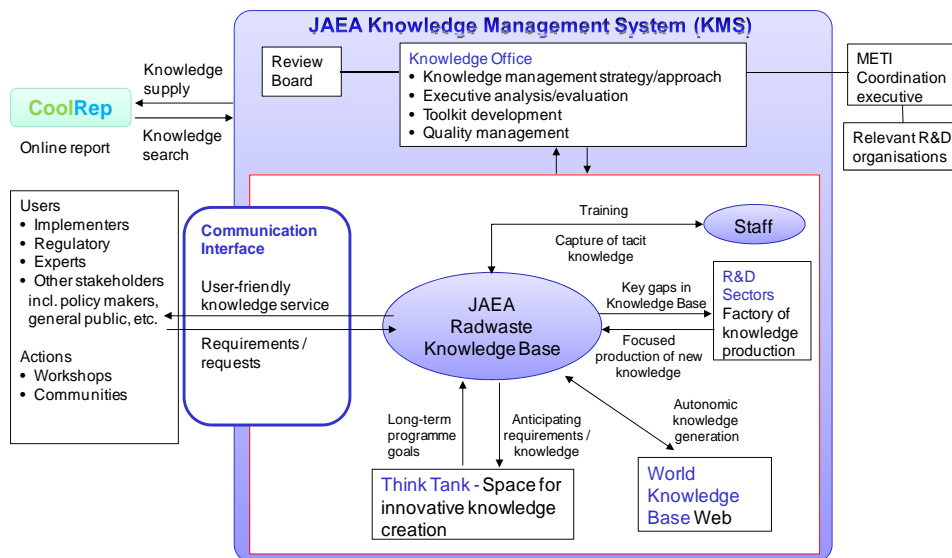 JAEA Knowledge Management System (KMS)
Review
Board
Knowledge Office
• Knowledge management strategy/approach
• Executive analysis/evaluation
• Toolkit development
• Quality management
METI
Coordination
executive
Relevant R&D
organisations
Knowledge
supply
CoolRep
Online report
Knowledge
search
Users
• Implementers
• Regulatory
• Experts
• Other stakeholders
incl. policy makers,
general public, etc.
Actions
• Workshops
• Communities
Communication
Interface
User-friendly
knowledge service
Requirements /
requests
Training
Capture of tacit
knowledge
Staff
JAEA
Radwaste
Knowledge Base
Key gaps in
Knowledge Base
Focused
production of new
knowledge
R&D
Sectors
Factory of
knowledge
production
Long-term
programme
goals
Anticipating
requirements /
knowledge
Autonomic
knowledge
generation
Think Tank - Space for
innovative knowledge
creation
World
Knowledge
Base Web